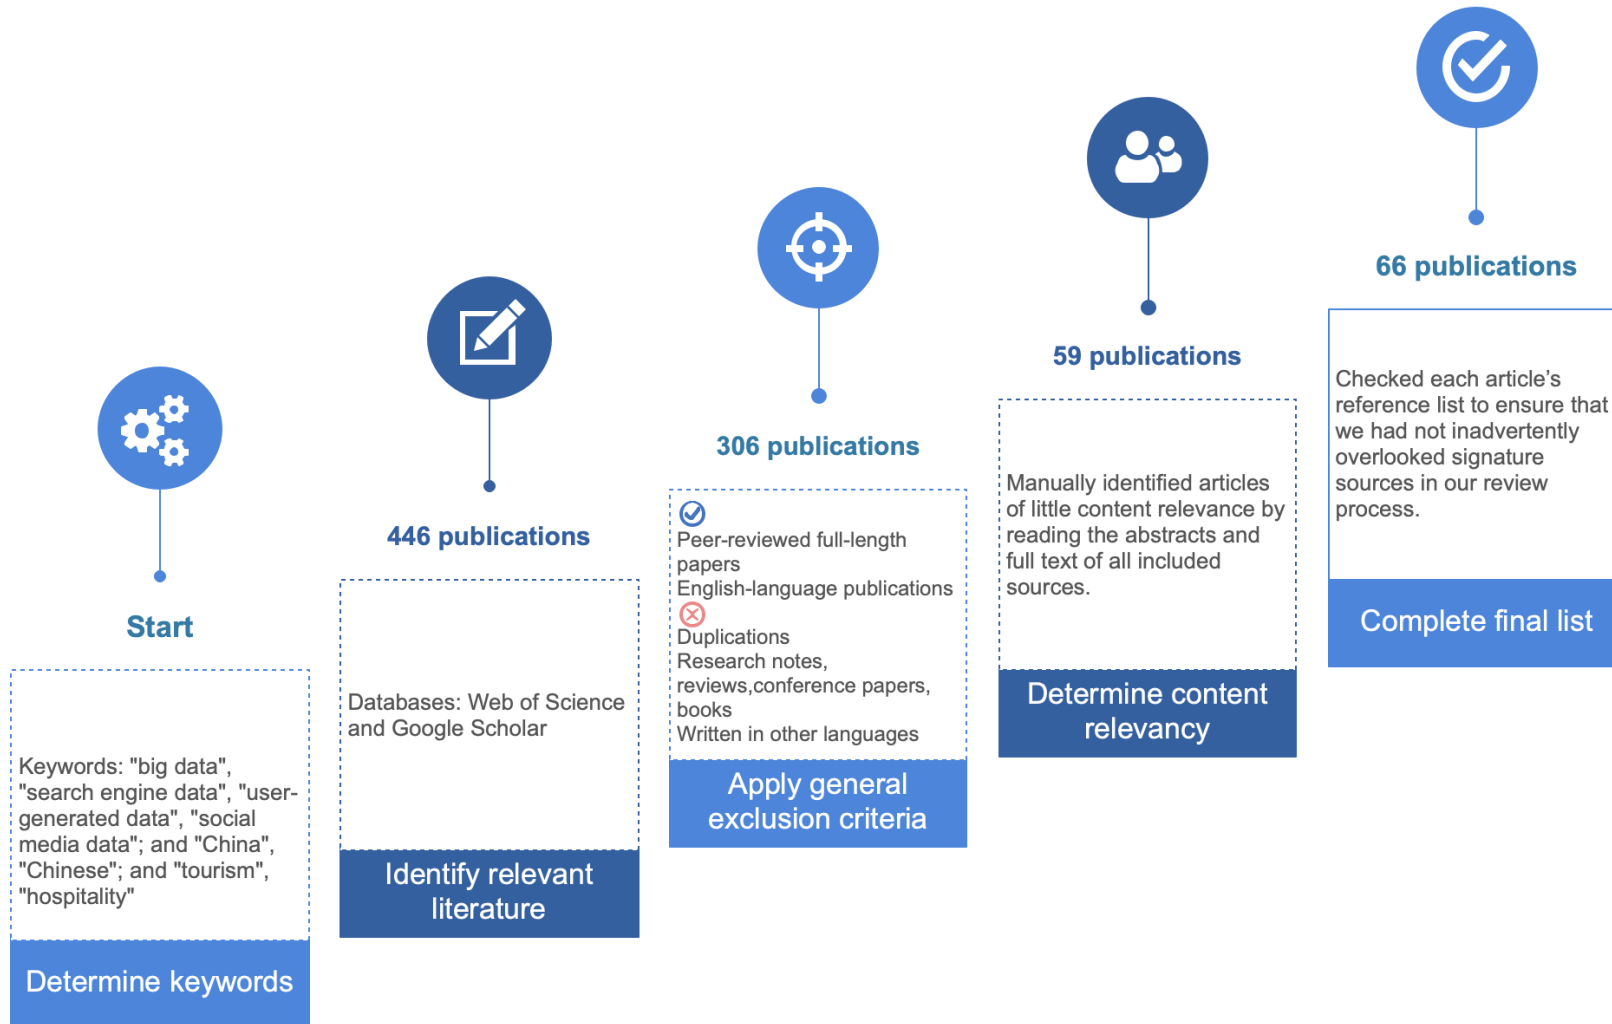 Start
Keywords: "big data",
"search engine data", "user-
generated data", "social
media data"; and "China",
"Chinese"; and "tourism",
"hospitality"
Determine keywords
446 publications
Databases: Web of Science
and Google Scholar
Identify relevant
literature
306 publications
Peer-reviewed full-length
papers
English-language publications
Duplications
Research notes,
reviews,conference papers,
books
Written in other languages
Apply general
exclusion criteria
59 publications
Manually identified articles
of little content relevance by
reading the abstracts and
full text of all included
sources.
Determine content
relevancy
66 publications
Checked each article’s
reference list to ensure that
we had not inadvertently
overlooked signature
sources in our review
process.
Complete final list